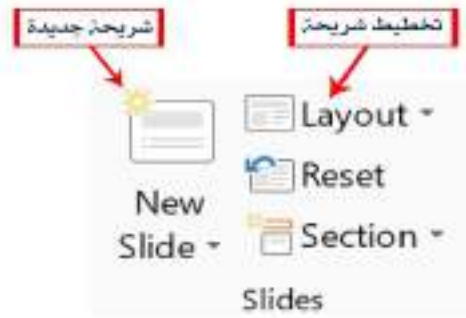 شريحة جديدة
تخطيط شريحة
Layout
Reset
New
Slide
Section
Slides